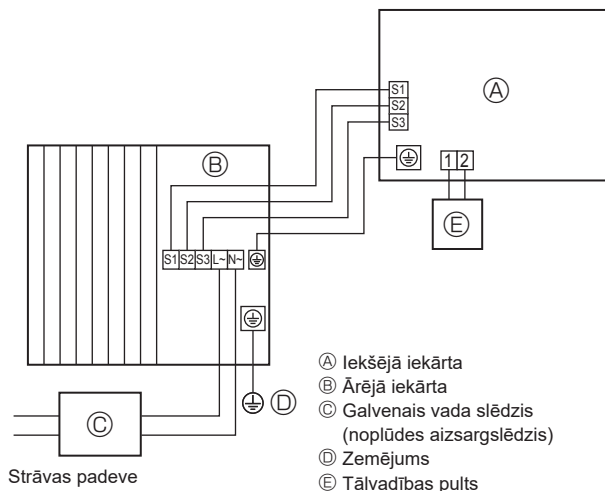 S1
S2
S3
Ⓐ
1 2
Ⓔ
Ⓑ
S1 S2 S3 L~ N~
Ⓓ
Ⓒ
Strāvas padeve
Ⓐ Iekšējā iekārta
Ⓑ Ārējā iekārta
Ⓒ Galvenais vada slēdzis
(noplūdes aizsargslēdzis)
Ⓓ Zemējums
Ⓔ Tālvadības pults